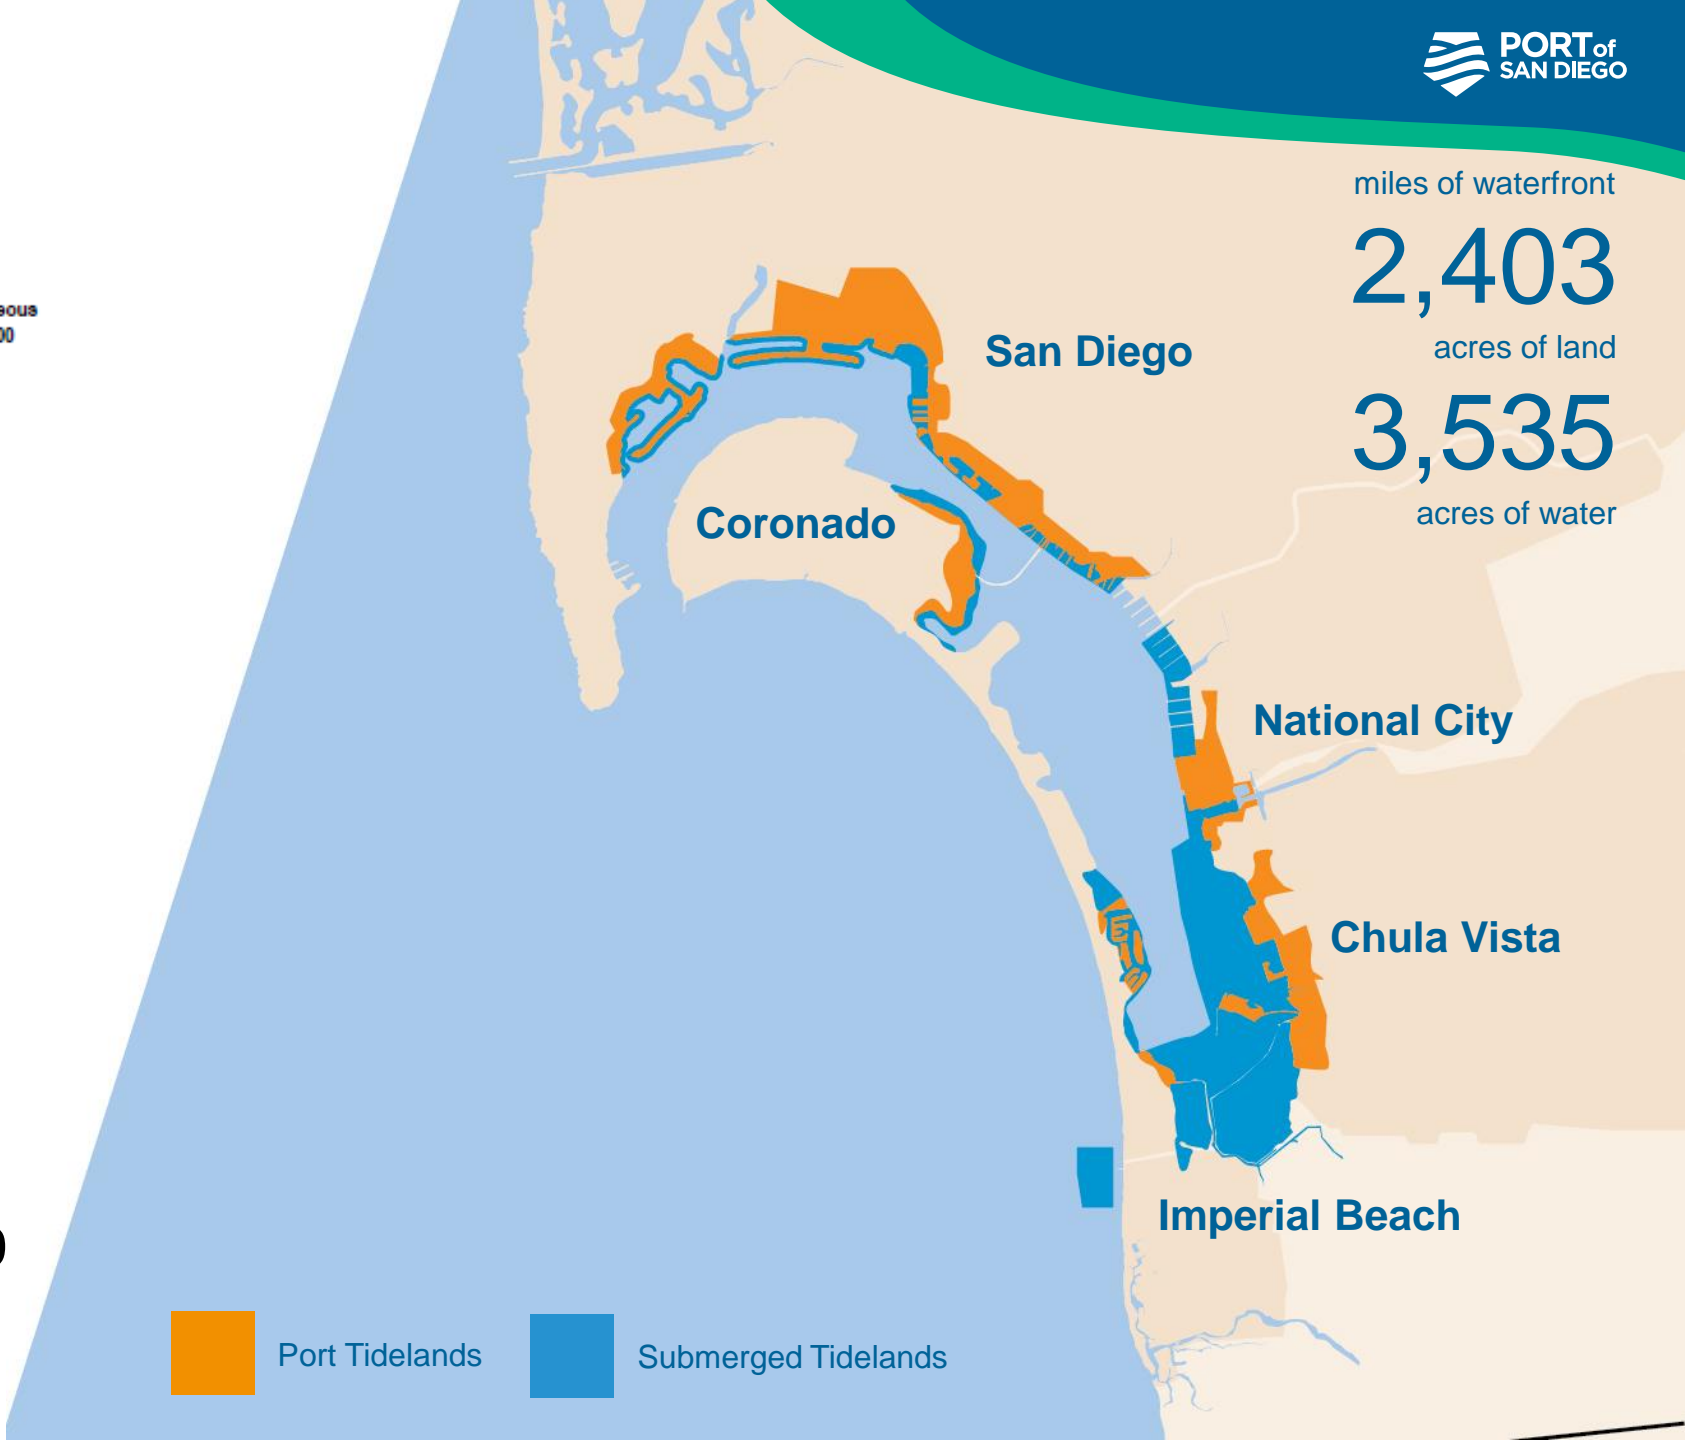 PORT of
SAN DIEGO
miles of waterfront
2,403
acres of land
3,535
acres of water
San Diego
Coronado
National City
Chula Vista
Imperial Beach
Port Tidelands
Submerged Tidelands